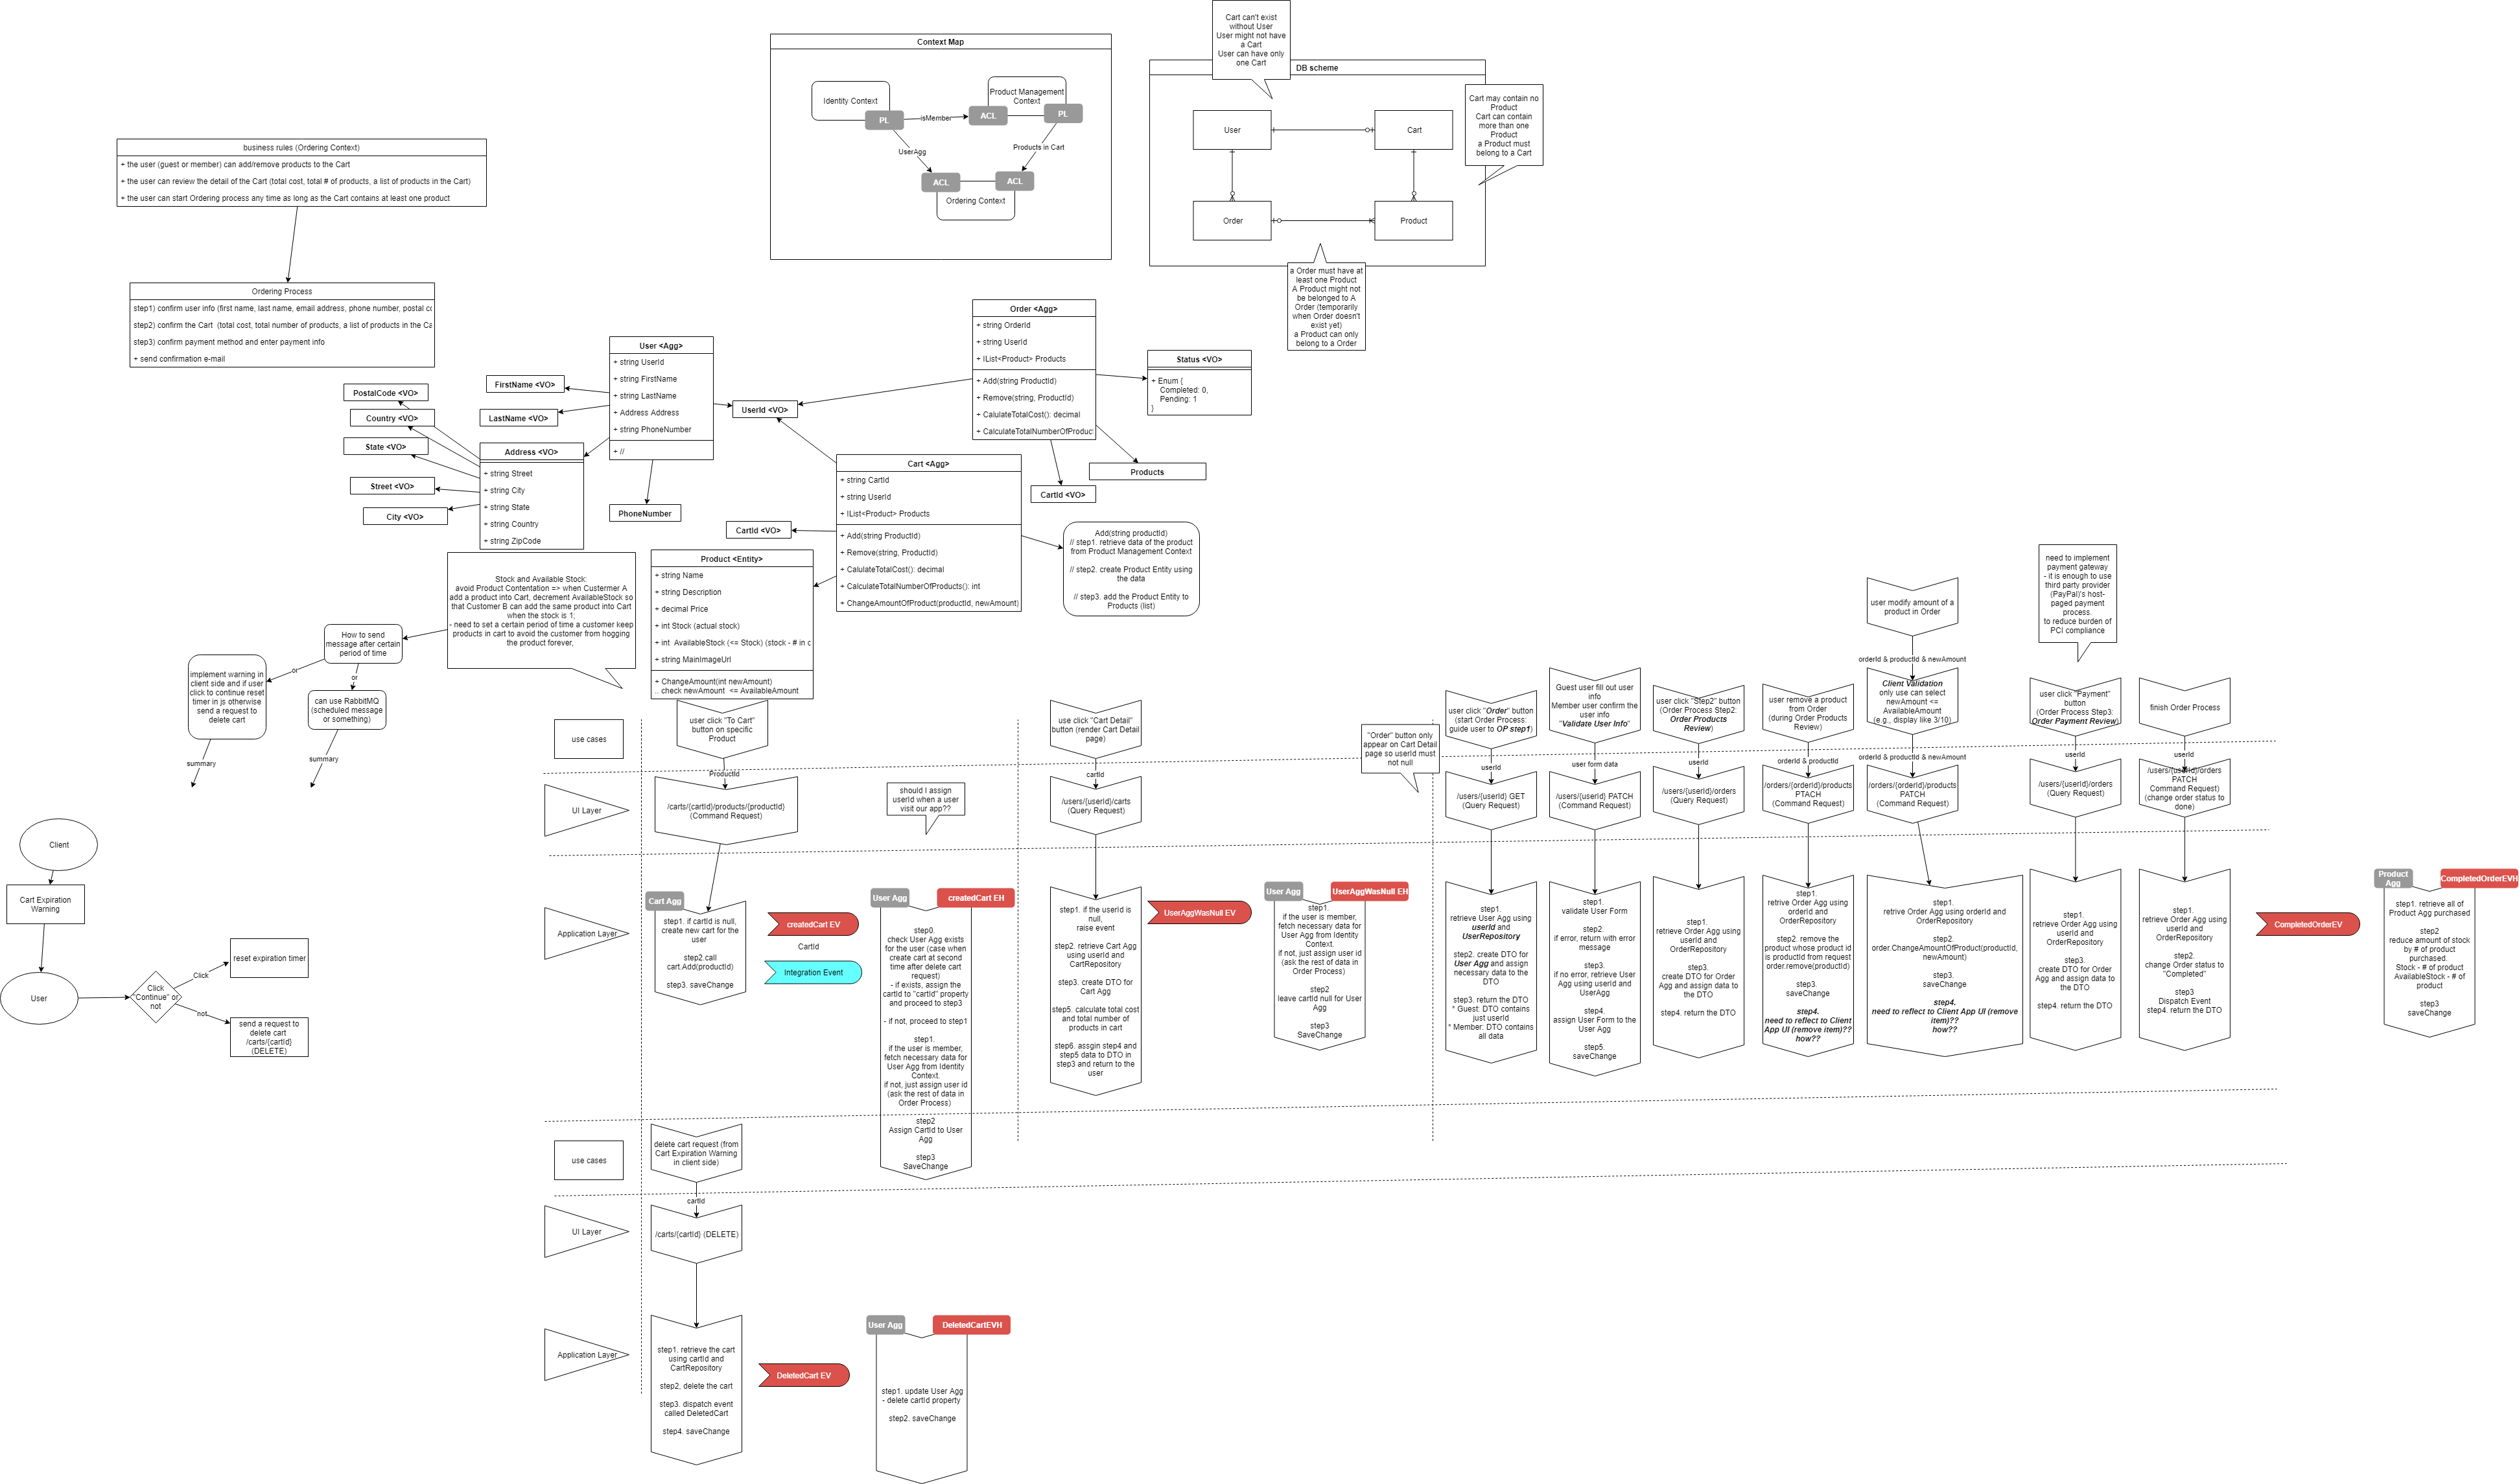 Context Map
Identity Context
PL
isMember
Product Management
Context
ACL
PL
UserAgg
Products in Cart
ACL
ACL
Ordering Context
Cart can't exist
without User
User might not have
a Cart
User can have only
one Cart
DB scheme
User
Cart
Order
Product
Cart may contain no
Product
Cart can contain
more than one
Product
a Product must
belong to a Cart
a Order must have at
least one Product
A Product might not
be belonged to A
Order (temporarily
when Order doesn't
exist yet)
a Product can only
belong to a Order
business rules (Ordering Context)
+ the user (guest or member) can add/remove products to the Cart
+ the user can review the detail of the Cart (total cost, total # of products, a list of products in the Cart)
+ the user can start Ordering process any time as long as the Cart contains at least one product
Ordering Process
step1) confirm user info (first name, last name, email address, phone number, postal co
step2) confirm the Cart (total cost, total number of products, a list of products in the Ca
step3) confirm payment method and enter payment info
+ send confirmation e-mail
PostalCode <VO>
Country <VO>
State <VO>
Street <VO>
City <VO>
FirstName <VO>
LastName <VO>
Address <VO>
+ string Street
+ string City
+ string State
+ string Country
+ string ZipCode
User <Agg>
+ string UserId
+ string FirstName
+ string LastName
+ Address Address
+ string PhoneNumber
+ //
PhoneNumber
UserId <VO>
Order <Agg>
+ string OrderId
+ string UserId
+ IList<Product> Products
+ Add(string ProductId)
+ Remove(string, ProductId)
+ CalulateTotalCost(): decimal
+ CalculateTotalNumberOfProduct
Status <VO>
+ Enum {
Completed: 0,
Pending: 1
}
Products
CartId <VO>
Cart <Agg>
+ string CartId
+ string UserId
+ IList<Product> Products
+ Add(string ProductId)
+ Remove(string, ProductId)
+ CalulateTotalCost(): decimal
+ CalculateTotalNumberOfProducts(): int
+ ChangeAmountOfProduct(productId, newAmount)
CartId <VO>
Add(string productId)
// step1. retrieve data of the product
from Product Management Context
// step2. create Product Entity using
the data
// step3. add the Product Entity to
Products (list)
Product <Entity>
+ string Name
+ string Description
+ decimal Price
+ int Stock (actual stock)
+ int AvailableStock (<= Stock) (stock - # in c
+ string MainImageUrl
+ ChangeAmount(int newAmount)
.. check newAmount <= AvailableAmount
Stock and Available Stock:
avoid Product Contentation => when Custermer A
add a product into Cart, decrement AvailableStock so
that Customer B can add the same product into Cart
when the stock is 1;
- need to set a certain period of time a customer keep
products in cart to avoid the customer from hogging
the product forever,
How to send
message after certain
period of time
or
or
implement warning in
client side and if user
click to continue reset
timer in js otherwise
send a request to
delete cart
can use RabbitMQ
(scheduled message
or something)
summary
summary
Client
Cart Expiration
Warning
User
Click
"Continue" or
not
Click
not
reset expiration timer
send a request to
delete cart
/carts/{cartId}
(DELETE)
use cases
user click "To Cart"
button on specific
Product
ProductId
use click "Cart Detail"
button (render Cart Detail
page)
cartId
"Order" button only
appear on Cart Detail
page so userId must
not null
user click "Order" button
(start Order Process:
guide user to OP step1)
userId
Guest user fill out user
info
Member user confirm the
user info
"Validate User Info"
user form data
user click "Step2" button
(Order Process Step2:
Order Products
Review)
userId
user remove a product
from Order
(during Order Products
Review)
orderId & productId
user modify amount of a
product in Order
orderId & productId & newAmount
Client Validation
only use can select
newAmount <=
AvailableAmount
(e.g., display like 3/10)
orderId & productId & newAmount
need to implement
payment gateway
- it is enough to use
third party provider
(PayPal)'s host-
paged payment
process.
to reduce burden of
PCI compliance
user click "Payment"
button
(Order Process Step3:
Order Payment Review)
userId
finish Order Process
userId
UI Layer
/carts/{cartId}/products/{productId}
(Command Request)
should I assign
userId when a user
visit our app??
/users/{userId}/carts
(Query Request)
/users/{userId} GET
(Query Request)
/users/{userId} PATCH
(Command Request)
/users/{userId}/orders
(Query Request)
/orders/{orderId}/products
PTACH
(Command Request)
/orders/{orderId}/products
PATCH
(Command Request)
/users/{userId}/orders
(Query Request)
/users/{userId}/orders
PATCH
Command Request)
(change order status to
done)
Application Layer
Cart Agg
step1. if cartId is null,
create new cart for the
user
step2.call
cart.Add(productId)
step3. saveChange
createdCart EV
CartId
Integration Event
User Agg
createdCart EH
step0.
check User Agg exists
for the user (case when
create cart at second
time after delete cart
request)
- if exists, assign the
cartId to "cartId" property
and proceed to step3
- if not, proceed to step1
step1.
if the user is member,
fetch necessary data for
User Agg from Identity
Context.
if not, just assign user id
(ask the rest of data in
Order Process)
step2
Assign CartId to User
Agg
step3
SaveChange
step1. if the userId is
null,
raise event
step2. retrieve Cart Agg
using userId and
CartRepository
step3. create DTO for
Cart Agg
step5. calculate total cost
and total number of
products in cart
step6. assgin step4 and
step5 data to DTO in
step3 and return to the
user
UserAggWasNull EV
User Agg
UserAggWasNull EH
step1.
if the user is member,
fetch necessary data for
User Agg from Identity
Context.
if not, just assign user id
(ask the rest of data in
Order Process)
step2
leave cartId null for User
Agg
step3
SaveChange
step1.
retrieve User Agg using
userId and
UserRepository
step2. create DTO for
User Agg and assign
necessary data to the
DTO
step3. return the DTO
* Guest: DTO contains
just userId
* Member: DTO contains
all data
step1.
validate User Form
step2.
if error, return with error
message
step3.
if no error, retrieve User
Agg using userId and
UserAgg
step4.
assign User Form to the
User Agg
step5.
saveChange
step1.
retrieve Order Agg using
userId and
OrderRepository
step3.
create DTO for Order
Agg and assign data to
the DTO
step4. return the DTO
step1.
retrive Order Agg using
orderId and
OrderRepository
step2. remove the
product whose product id
is productId from request
order.remove(productId)
step3.
saveChange
step4.
need to reflect to Client
App UI (remove item)??
how??
step1.
retrive Order Agg using orderId and
OrderRepository
step2.
order.ChangeAmountOfProduct(productId,
newAmount)
step3.
saveChange
step4.
need to reflect to Client App UI (remove
item)??
how??
step1.
retrieve Order Agg using
userId and
OrderRepository
step3.
create DTO for Order
Agg and assign data to
the DTO
step4. return the DTO
step1.
retrieve Order Agg using
userId and
OrderRepository
step2.
change Order status to
"Completed"
step3
Dispatch Event
step4. return the DTO
CompletedOrderEV
Product
Agg
CompletedOrderEVH
step1. retrieve all of
Product Agg purchased
step2
reduce amount of stock
by # of product
purchased.
Stock - # of product
AvailableStock - # of
product
step3
saveChange
use cases
delete cart request (from
Cart Expiration Warning
in client side)
cartId
UI Layer
/carts/{cartId} (DELETE)
Application Layer
step1. retrieve the cart
using cartId and
CartRepository
step2, delete the cart
step3. dispatch event
called DeletedCart
step4. saveChange
DeletedCart EV
User Agg
DeletedCartEVH
step1. update User Agg
- delete cartId property
step2. saveChange